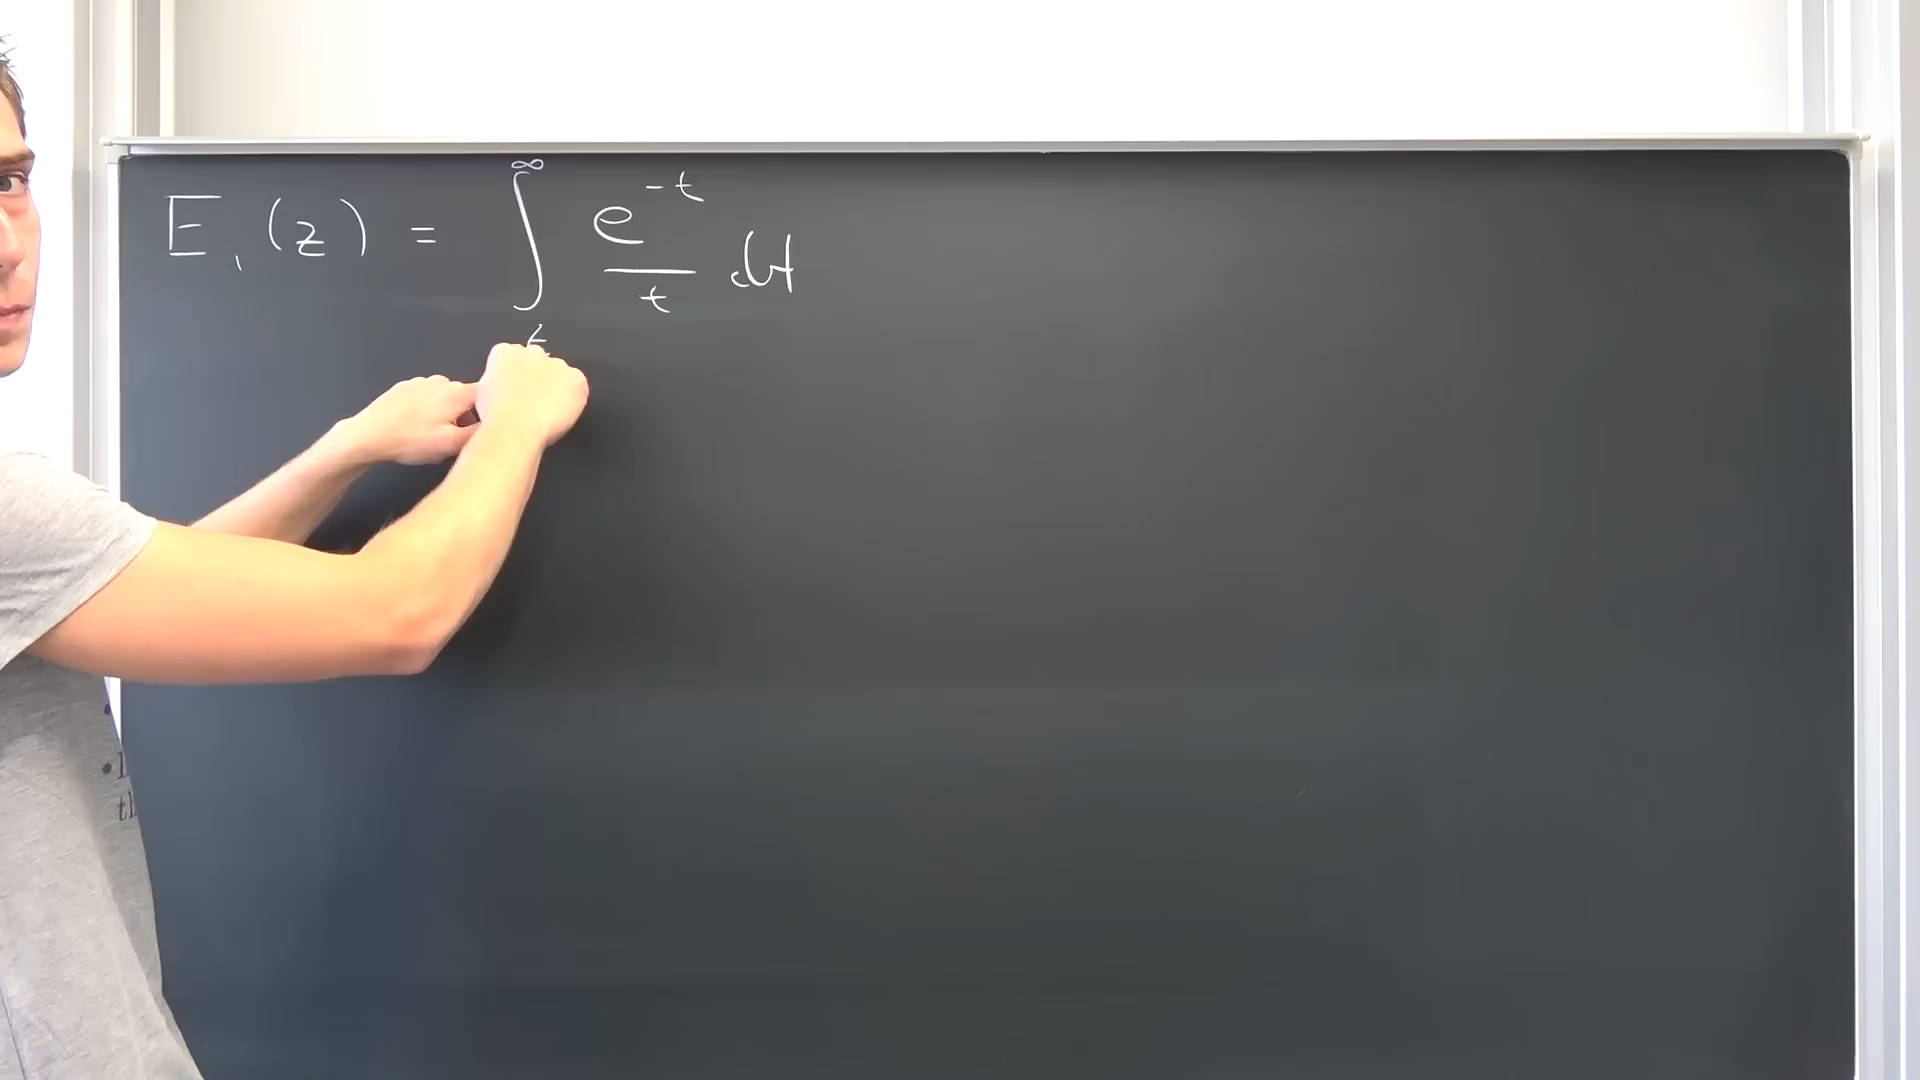 E₁(z) = ∫ e^{-t}/t dt
∞